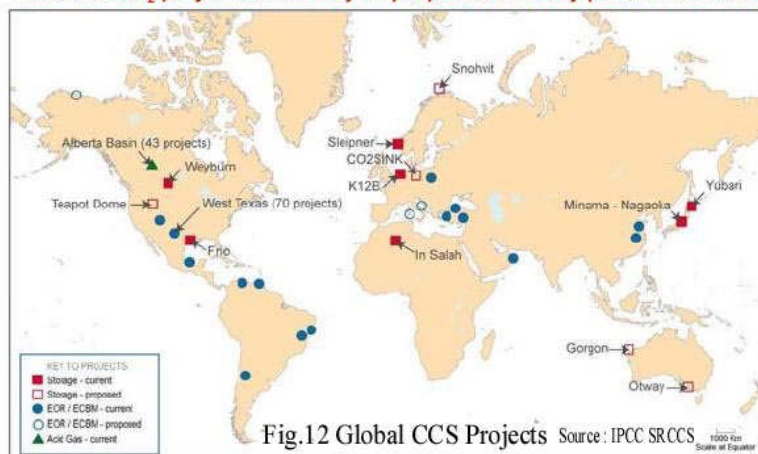 Snohvit
Alberta Basin (43 projects)
Sleipner
CO2SINK
Weyburn
K12B
Yubari
Teapot Dome
West Texas (70 projects)
Minama - Nagaoka
Frio
In Salah
Gorgon
Otway
KEY TO PROJECTS
Storage - current
Storage - proposed
EOR / ECBM - current
EOR / ECBM - proposed
Acid Gas - current
Fig.12 Global CCS Projects Source : IPCC SRCCS
1000 Km
Scale at Equator